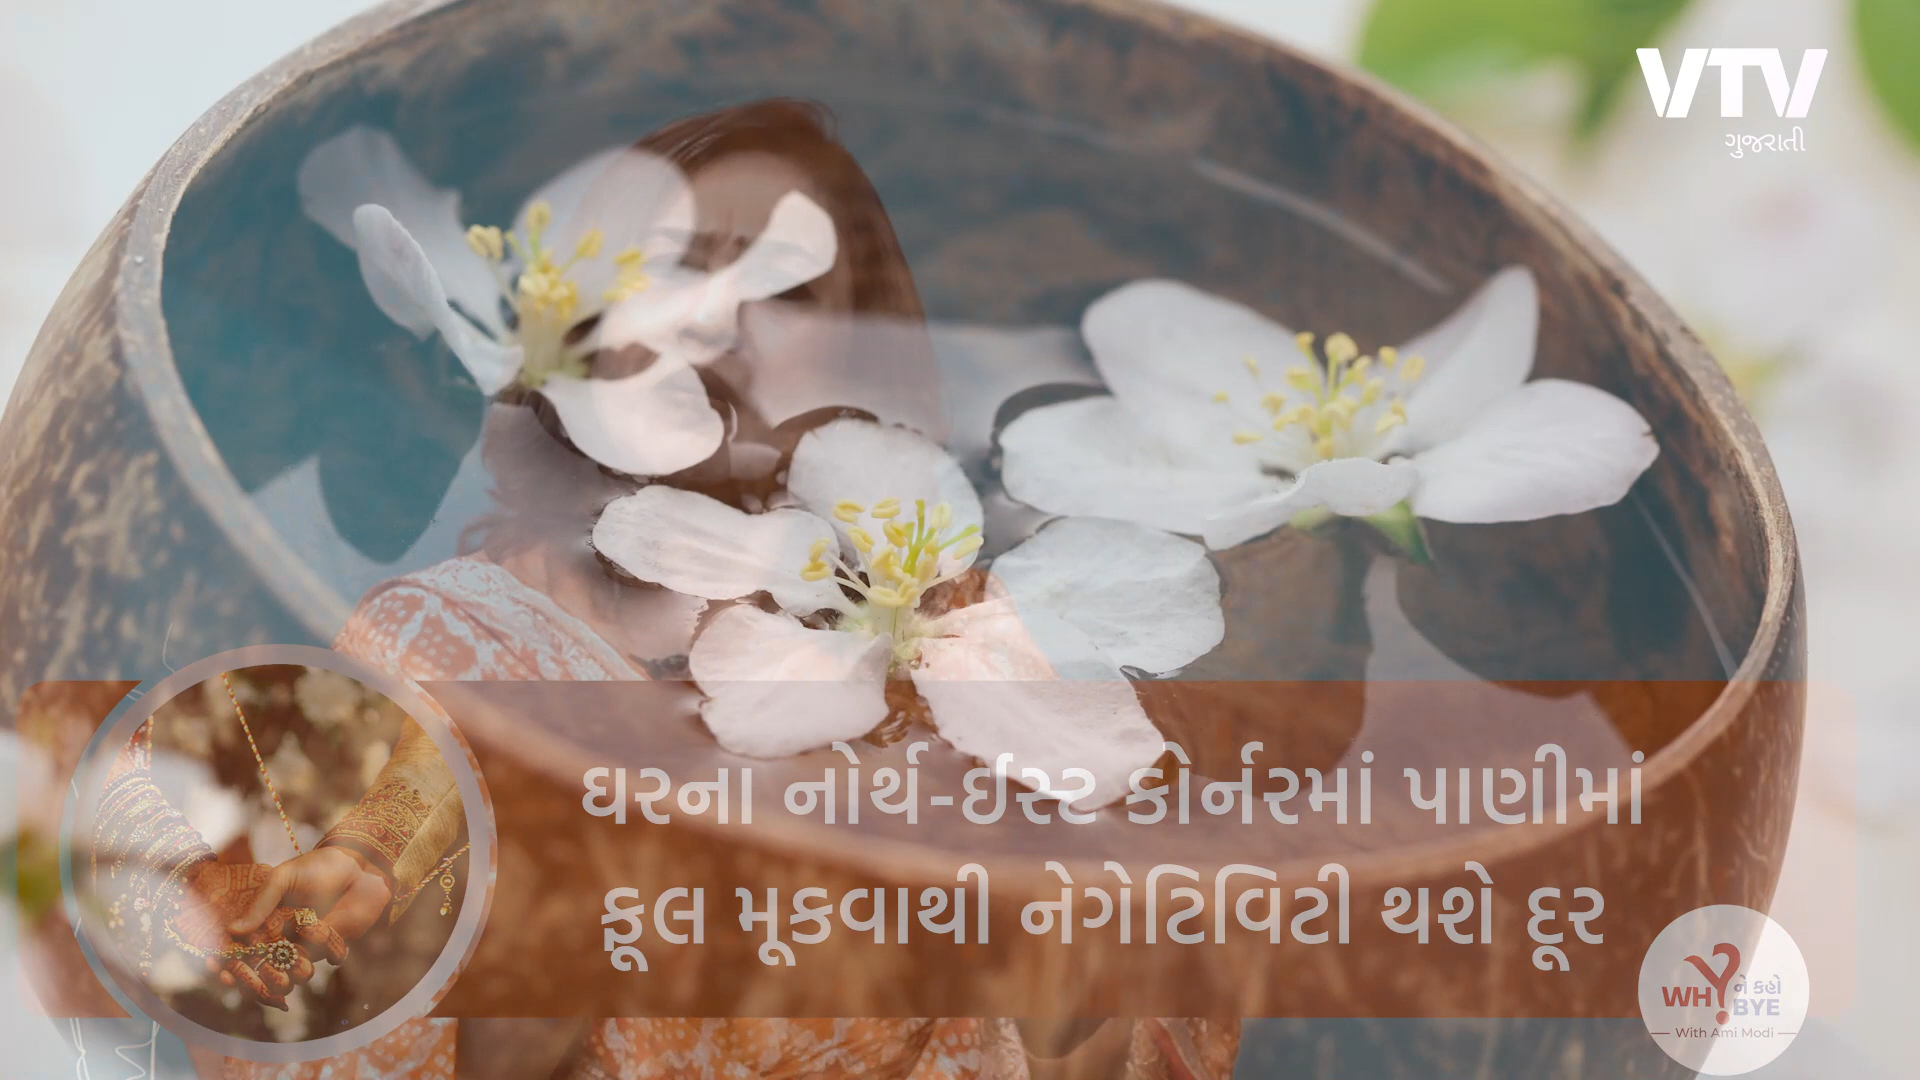 VTV
ગુજરાતી
ઘરના નોર્થ-ઈસ્ટ કોર્નરમાં પાણીમાં
ફૂલ મૂકવાથી નેગેટિવિટી થશે દૂર
WHY? ને કહો
BYE
With Ami Modi